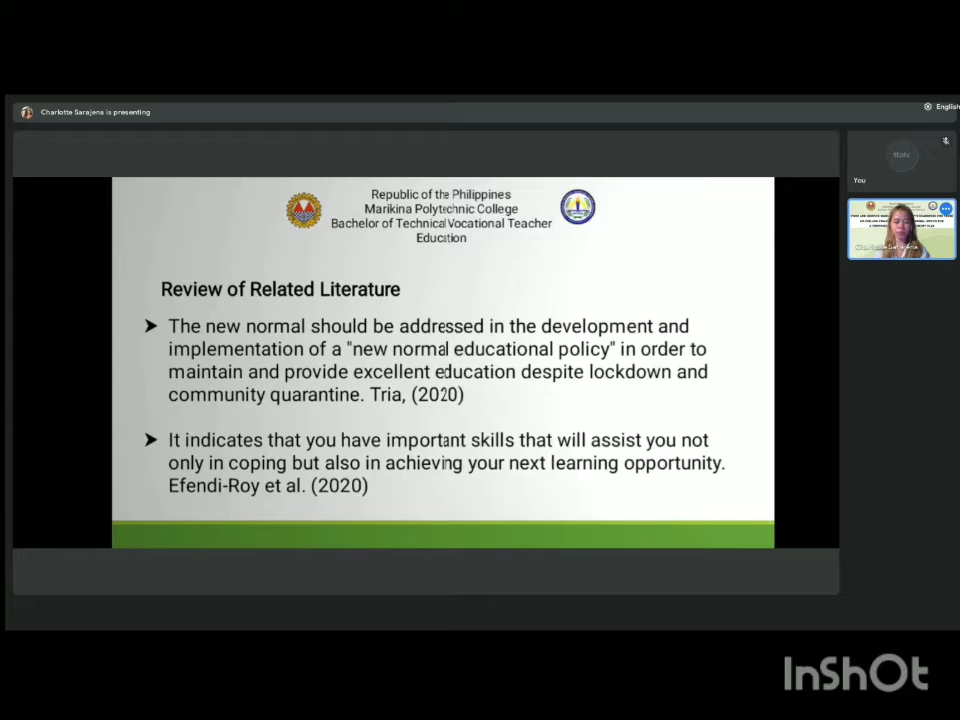 Charlotte Sarajena is presenting
English
You
Republic of the Philippines
Marikina Polytechnic College
Bachelor of Technical Vocational Teacher
Education
Review of Related Literature
➤ The new normal should be addressed in the development and
implementation of a "new normal educational policy" in order to
maintain and provide excellent education despite lockdown and
community quarantine. Tria, (2020)
➤ It indicates that you have important skills that will assist you not
only in coping but also in achieving your next learning opportunity.
Efendi-Roy et al. (2020)
InShOt